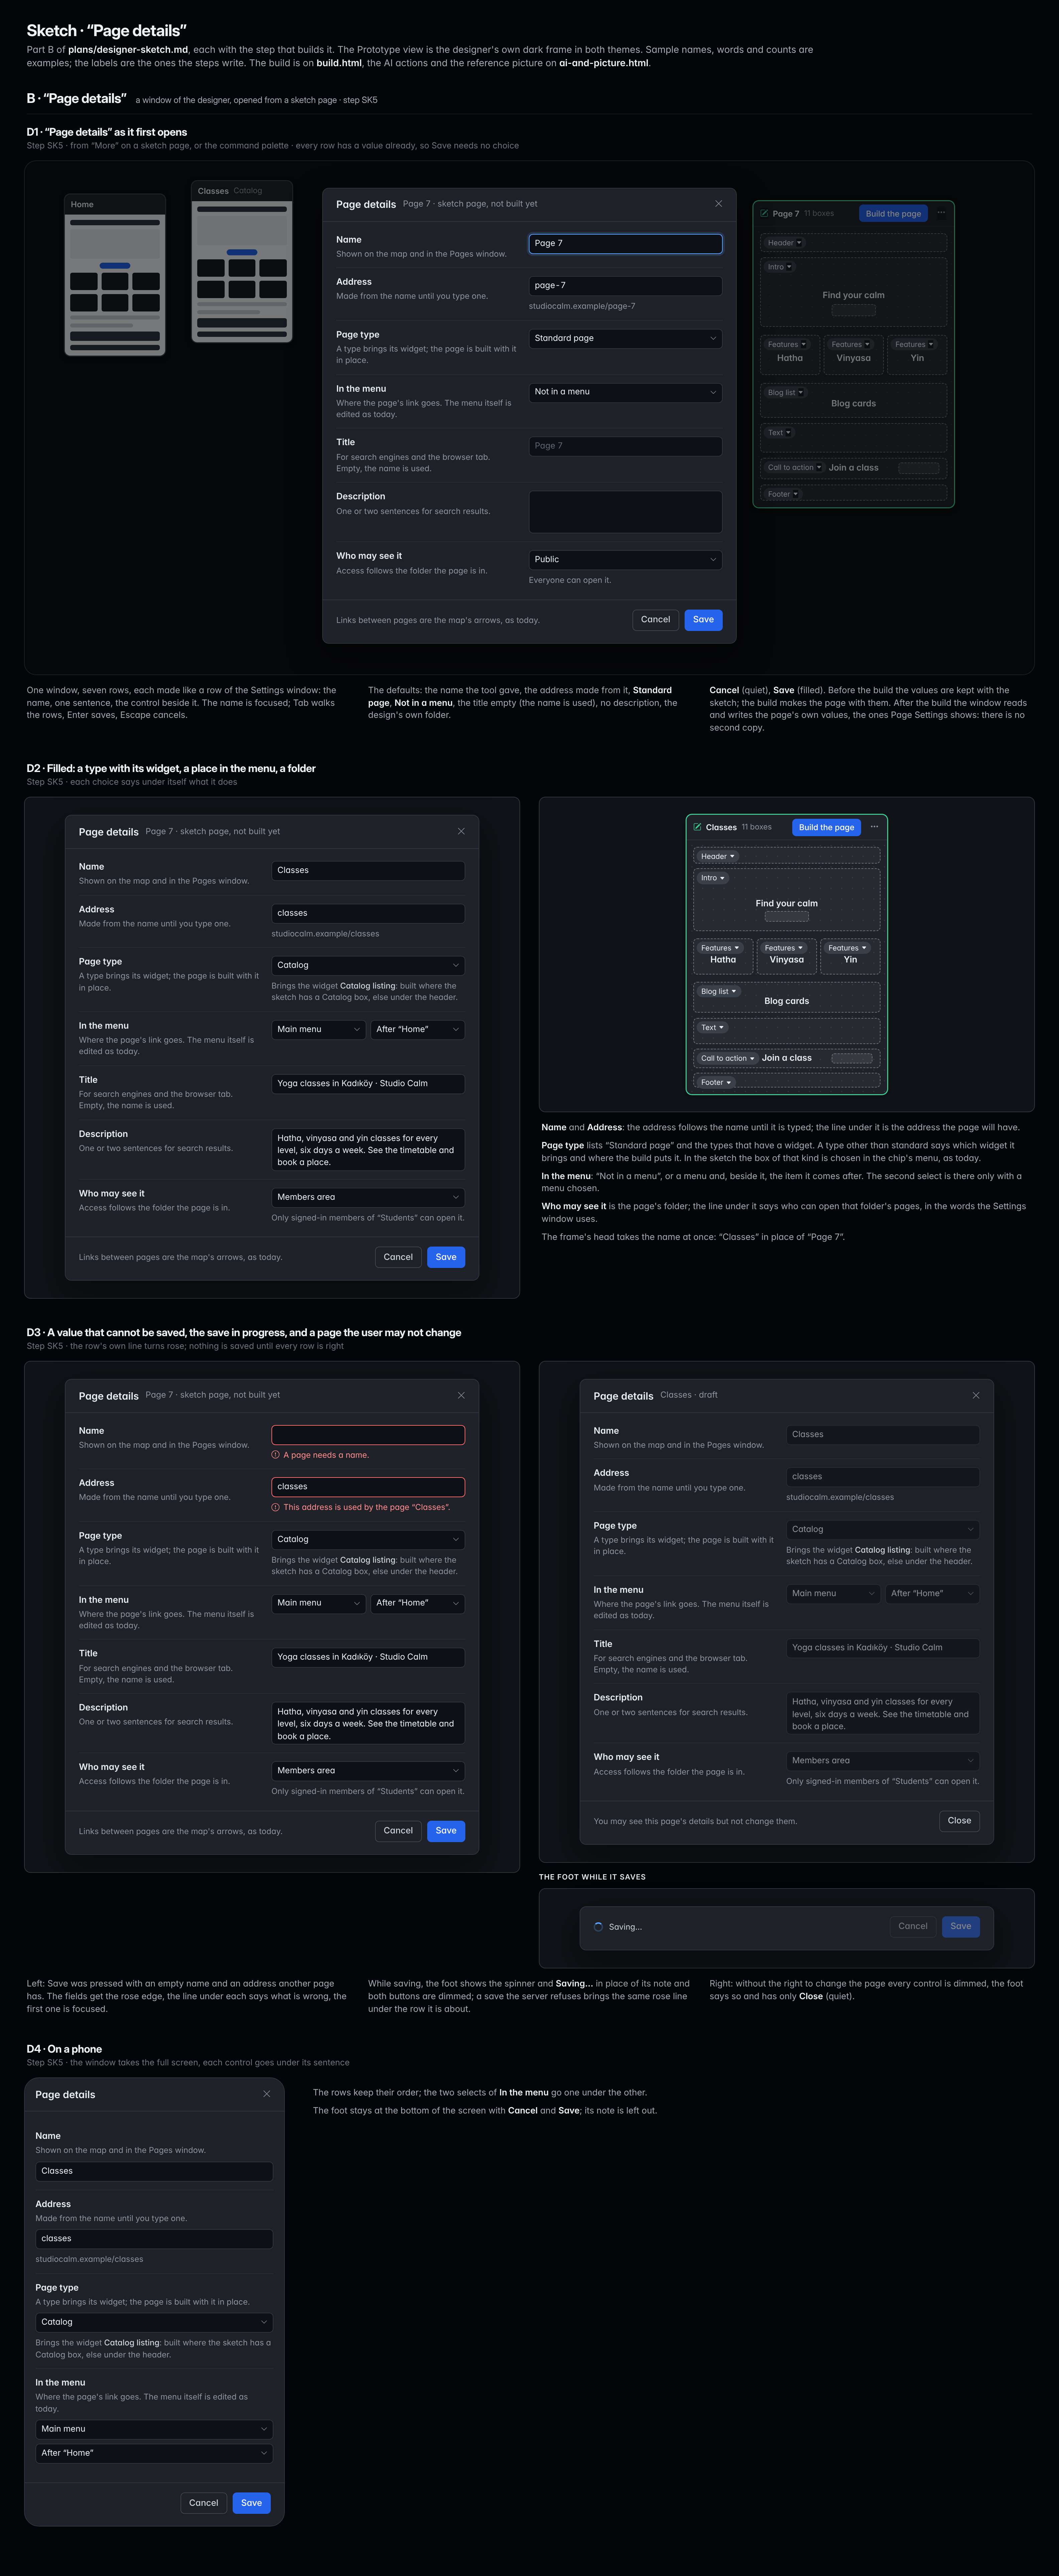 Sketch · “Page details”
Part B of plans/designer-sketch.md, each with the step that builds it. The Prototype view is the designer's own dark frame in both themes. Sample names, words and counts are
examples; the labels are the ones the steps write. The build is on build.html, the AI actions and the reference picture on ai-and-picture.html.
B · “Page details” a window of the designer, opened from a sketch page · step SK5
D1 · “Page details” as it first opens
Step SK5 · from “More” on a sketch page, or the command palette · every row has a value already, so Save needs no choice
Home
Classes Catalog
Page details Page 7 · sketch page, not built yet
Name
Shown on the map and in the Pages window.
Page 7
Address
Made from the name until you type one.
page-7
studiocalm.example/page-7
Page type
A type brings its widget; the page is built with it
in place.
Standard page
In the menu
Where the page's link goes. The menu itself is
edited as today.
Not in a menu
Title
For search engines and the browser tab.
Empty, the name is used.
Page 7
Description
One or two sentences for search results.
Who may see it
Access follows the folder the page is in.
Public
Everyone can open it.
Links between pages are the map's arrows, as today.
Cancel
Save
Page 7 11 boxes
Build the page
Header
Intro
Find your calm
Features
Hatha
Features
Vinyasa
Features
Yin
Blog list
Blog cards
Text
Call to action
Join a class
Footer
One window, seven rows, each made like a row of the Settings window: the
name, one sentence, the control beside it. The name is focused; Tab walks
the rows, Enter saves, Escape cancels.
The defaults: the name the tool gave, the address made from it, Standard
page, Not in a menu, the title empty (the name is used), no description, the
design's own folder.
Cancel (quiet), Save (filled). Before the build the values are kept with the
sketch; the build makes the page with them. After the build the window reads
and writes the page's own values, the ones Page Settings shows: there is no
second copy.
D2 · Filled: a type with its widget, a place in the menu, a folder
Step SK5 · each choice says under itself what it does
Page details Page 7 · sketch page, not built yet
Name
Shown on the map and in the Pages window.
Classes
Address
Made from the name until you type one.
classes
studiocalm.example/classes
Page type
A type brings its widget; the page is built with it
in place.
Catalog
Brings the widget Catalog listing: built where the
sketch has a Catalog box, else under the header.
In the menu
Where the page's link goes. The menu itself is
edited as today.
Main menu
After “Home”
Title
For search engines and the browser tab.
Empty, the name is used.
Yoga classes in Kadıköy · Studio Calm
Description
One or two sentences for search results.
Hatha, vinyasa and yin classes for every
level, six days a week. See the timetable and
book a place.
Who may see it
Access follows the folder the page is in.
Members area
Only signed-in members of “Students” can open it.
Links between pages are the map's arrows, as today.
Cancel
Save
Classes 11 boxes
Build the page
Header
Intro
Find your calm
Features
Hatha
Features
Vinyasa
Features
Yin
Blog list
Blog cards
Text
Call to action
Join a class
Footer
Name and Address: the address follows the name until it is typed; the line under it is the address the page will have.
Page type lists “Standard page” and the types that have a widget. A type other than standard says which widget it
brings and where the build puts it. In the sketch the box of that kind is chosen in the chip's menu, as today.
In the menu: “Not in a menu”, or a menu and, beside it, the item it comes after. The second select is there only with a
menu chosen.
Who may see it is the page's folder; the line under it says who can open that folder's pages, in the words the Settings
window uses.
The frame's head takes the name at once: “Classes” in place of “Page 7”.
D3 · A value that cannot be saved, the save in progress, and a page the user may not change
Step SK5 · the row's own line turns rose; nothing is saved until every row is right
Page details Page 7 · sketch page, not built yet
Name
Shown on the map and in the Pages window.
A page needs a name.
Address
Made from the name until you type one.
classes
This address is used by the page “Classes”.
Page type
A type brings its widget; the page is built with it
in place.
Catalog
Brings the widget Catalog listing: built where the
sketch has a Catalog box, else under the header.
In the menu
Where the page's link goes. The menu itself is
edited as today.
Main menu
After “Home”
Title
For search engines and the browser tab.
Empty, the name is used.
Yoga classes in Kadıköy · Studio Calm
Description
One or two sentences for search results.
Hatha, vinyasa and yin classes for every
level, six days a week. See the timetable and
book a place.
Who may see it
Access follows the folder the page is in.
Members area
Only signed-in members of “Students” can open it.
Links between pages are the map's arrows, as today.
Cancel
Save
Page details Classes · draft
Name
Shown on the map and in the Pages window.
Classes
Address
Made from the name until you type one.
classes
studiocalm.example/classes
Page type
A type brings its widget; the page is built with it
in place.
Catalog
Brings the widget Catalog listing: built where the
sketch has a Catalog box, else under the header.
In the menu
Where the page's link goes. The menu itself is
edited as today.
Main menu
After “Home”
Title
For search engines and the browser tab.
Empty, the name is used.
Yoga classes in Kadıköy · Studio Calm
Description
One or two sentences for search results.
Hatha, vinyasa and yin classes for every
level, six days a week. See the timetable and
book a place.
Who may see it
Access follows the folder the page is in.
Members area
Only signed-in members of “Students” can open it.
You may see this page's details but not change them.
Close
THE FOOT WHILE IT SAVES
Saving…
Cancel
Save
Left: Save was pressed with an empty name and an address another page
has. The fields get the rose edge, the line under each says what is wrong, the
first one is focused.
While saving, the foot shows the spinner and Saving… in place of its note and
both buttons are dimmed; a save the server refuses brings the same rose line
under the row it is about.
Right: without the right to change the page every control is dimmed, the foot
says so and has only Close (quiet).
D4 · On a phone
Step SK5 · the window takes the full screen, each control goes under its sentence
Page details
Name
Shown on the map and in the Pages window.
Classes
Address
Made from the name until you type one.
classes
studiocalm.example/classes
Page type
A type brings its widget; the page is built with it in place.
Catalog
Brings the widget Catalog listing: built where the sketch has a
Catalog box, else under the header.
In the menu
Where the page's link goes. The menu itself is edited as
today.
Main menu
After “Home”
Cancel
Save
The rows keep their order; the two selects of In the menu go one under the other.
The foot stays at the bottom of the screen with Cancel and Save; its note is left out.